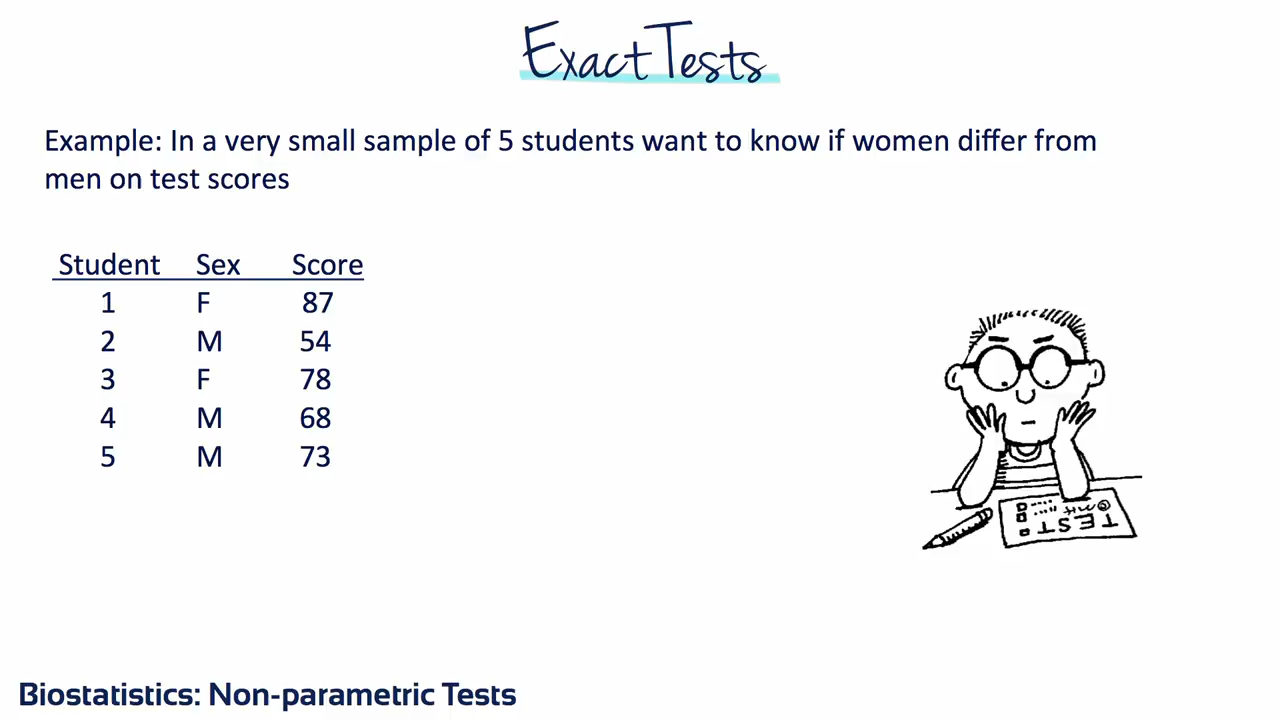 Exact Tests
Example: In a very small sample of 5 students want to know if women differ from
men on test scores
Student Sex Score
1 F 87
2 M 54
3 F 78
4 M 68
5 M 73
TEST
Biostatistics: Non-parametric Tests